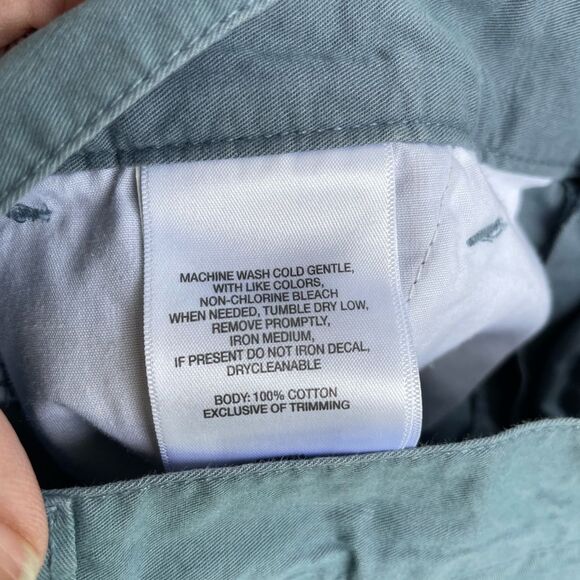 MACHINE WASH COLD GENTLE,
WITH LIKE COLORS,
NON-CHLORINE BLEACH
WHEN NEEDED, TUMBLE DRY LOW,
REMOVE PROMPTLY,
IRON MEDIUM,
IF PRESENT DO NOT IRON DECAL,
DRYCLEANABLE
BODY: 100% COTTON
EXCLUSIVE OF TRIMMING